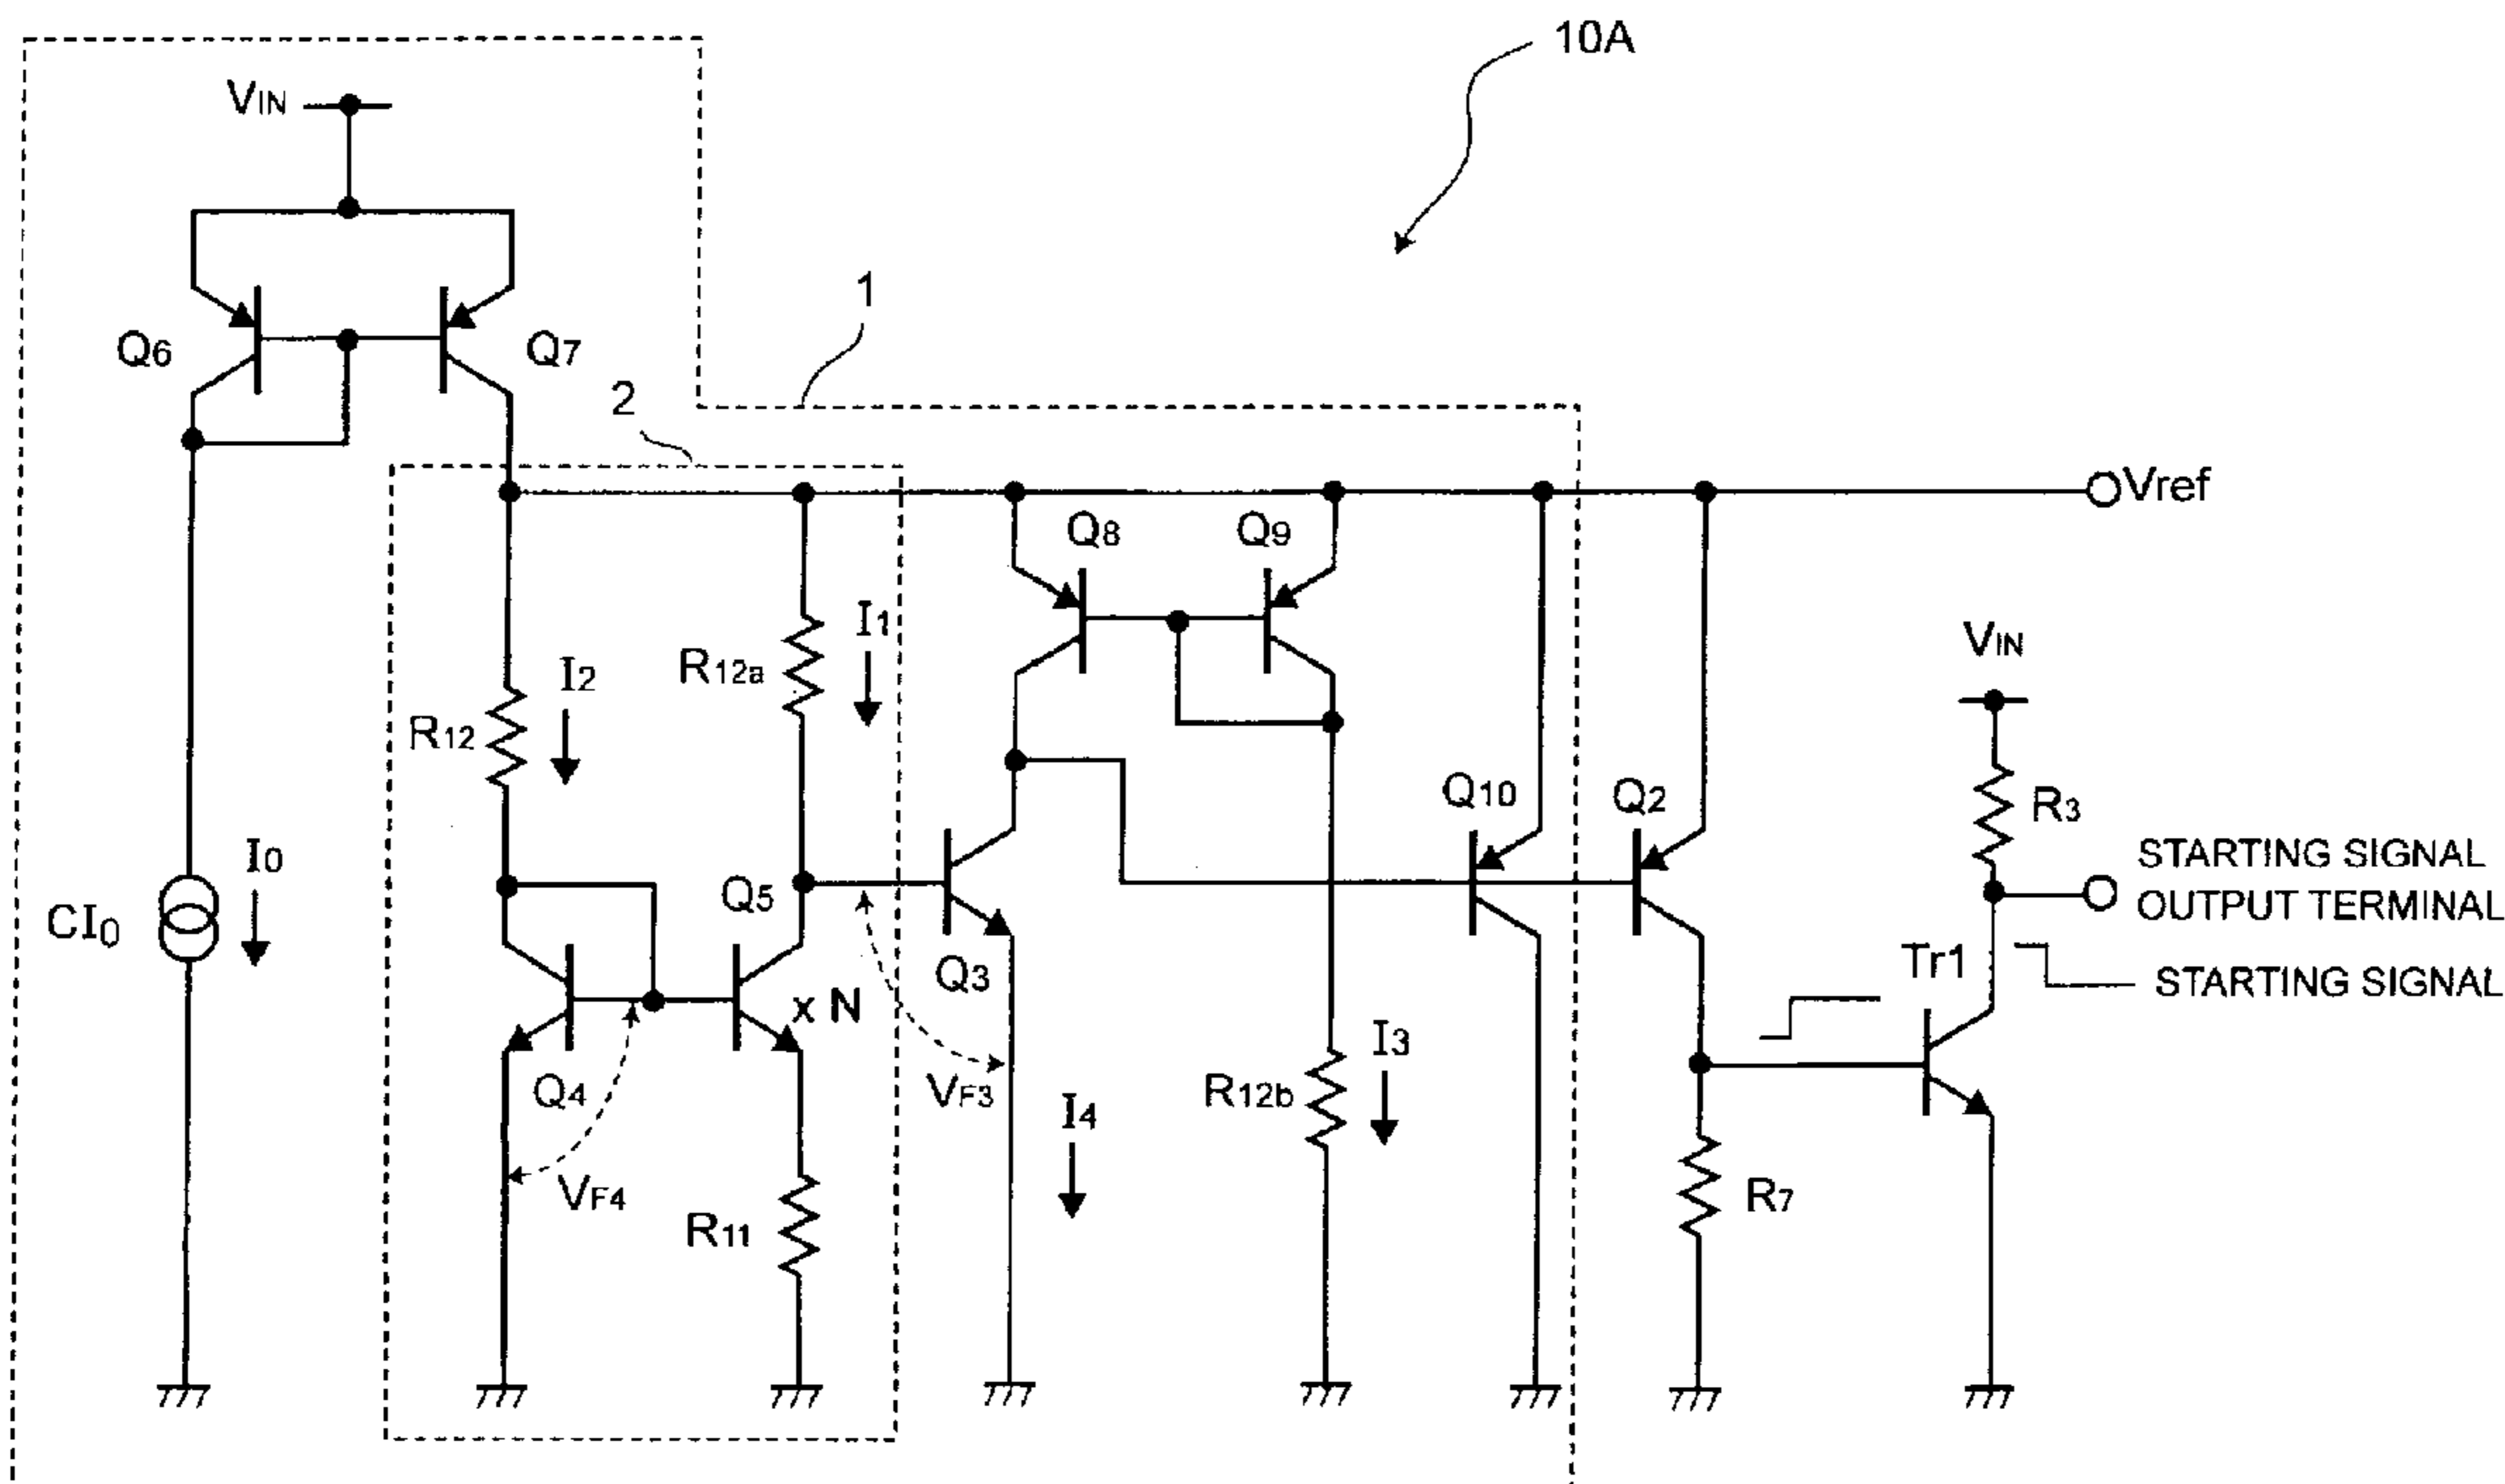 10A
VIN
1
Q6
Q7
2
Vref
Q8
Q9
I1
R12a
I2
R12
VIN
Q10
Q2
R3
I0
CI0
STARTING SIGNAL
OUTPUT TERMINAL
Q5
Q3
Tr1
x N
STARTING SIGNAL
I3
Q4
VF3
R12b
I4
VF4
R7
R11